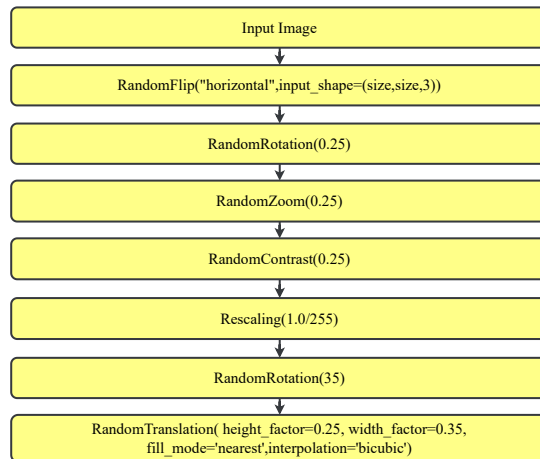 Input Image
RandomFlip("horizontal",input_shape=(size,size,3))
RandomRotation(0.25)
RandomZoom(0.25)
RandomContrast(0.25)
Rescaling(1.0/255)
RandomRotation(35)
RandomTranslation( height_factor=0.25, width_factor=0.35,
fill_mode='nearest',interpolation='bicubic')